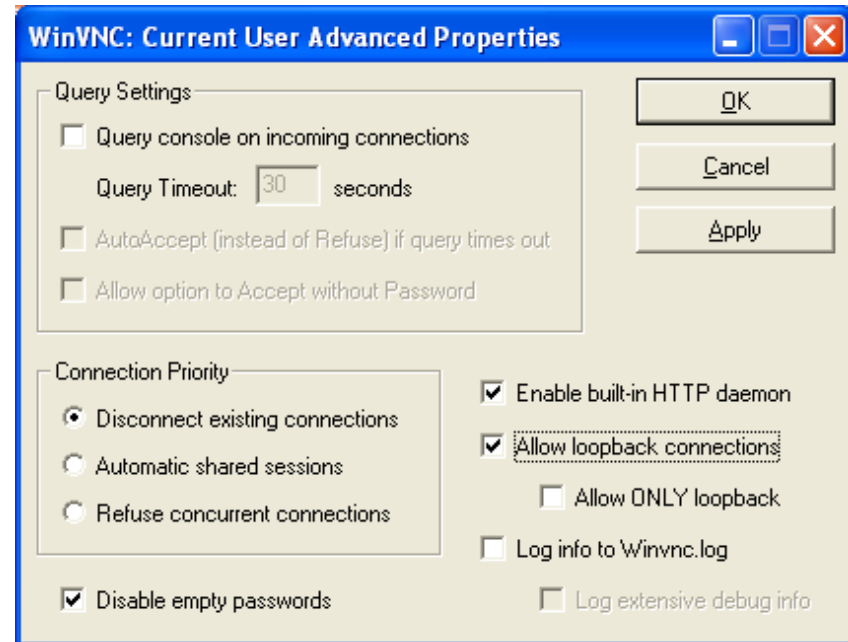 WinVNC: Current User Advanced Properties
Query Settings
Query console on incoming connections
Query Timeout: 30 seconds
AutoAccept (instead of Refuse) if query times out
Allow option to Accept without Password
OK
Cancel
Apply
Connection Priority
Disconnect existing connections
Automatic shared sessions
Refuse concurrent connections
Disable empty passwords
Enable built-in HTTP daemon
Allow loopback connections
Allow ONLY loopback
Log info to Winvnc.log
Log extensive debug info